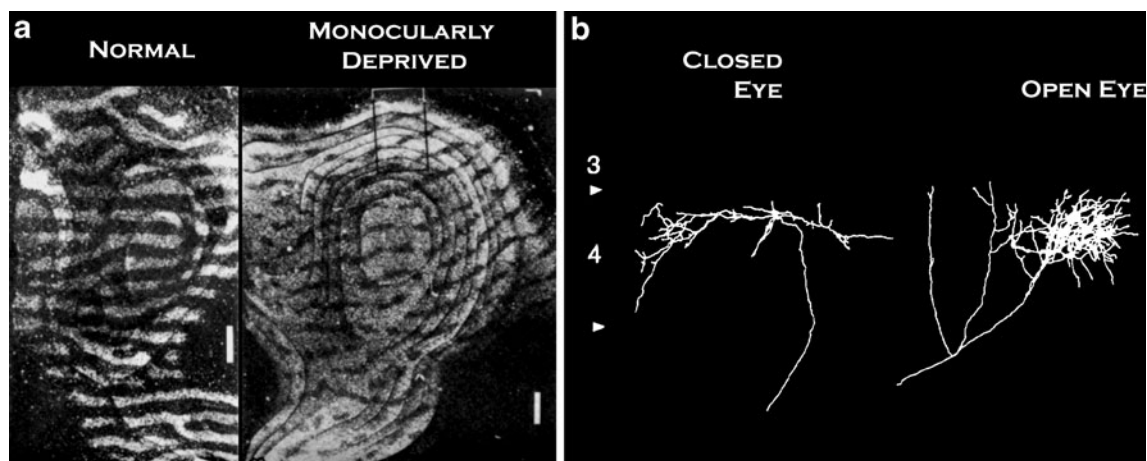 a
NORMAL
MONOCULARLY
DEPRIVED
b
CLOSED
EYE
OPEN EYE
3
4